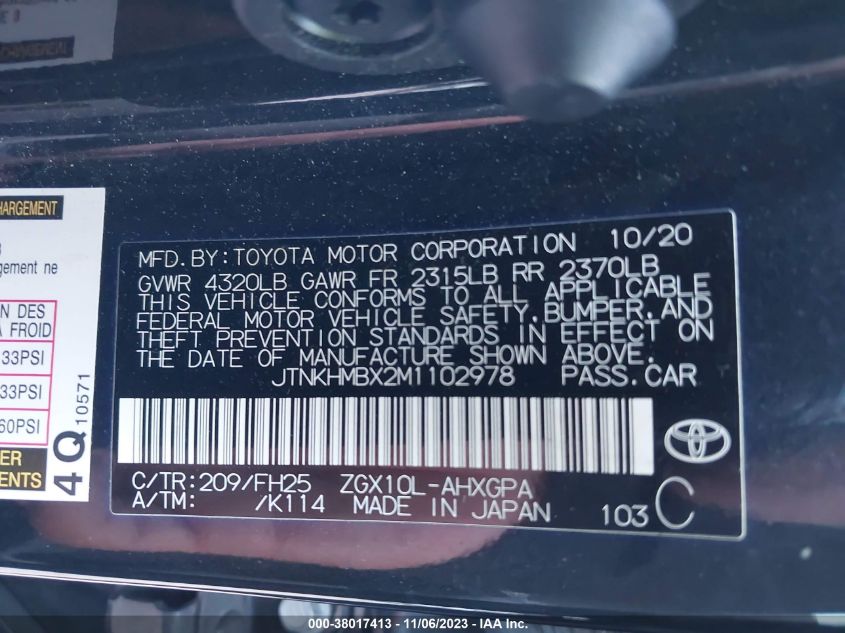 HARGEMENT
gement ne
N DES
A FROID
33PSI
33PSI
60PSI
ER
ENTS
4Q 10571
MFD. BY: TOYOTA MOTOR CORPORATION 10/20
GVWR 4320LB GAWR FR 2315LB RR 2370LB
THIS VEHICLE CONFORMS TO ALL APPLICABLE
FEDERAL MOTOR VEHICLE SAFETY, BUMPER, AND
THEFT PREVENTION STANDARDS IN EFFECT ON
THE DATE OF MANUFACTURE SHOWN ABOVE.
JTNKHMBX2M1102978 PASS. CAR
C/TR: 209/FH25 ZGX10L-AHXGPA
A/TM: /K114 MADE IN JAPAN 103 C
000-38017413 - 11/06/2023 - IAAI.com